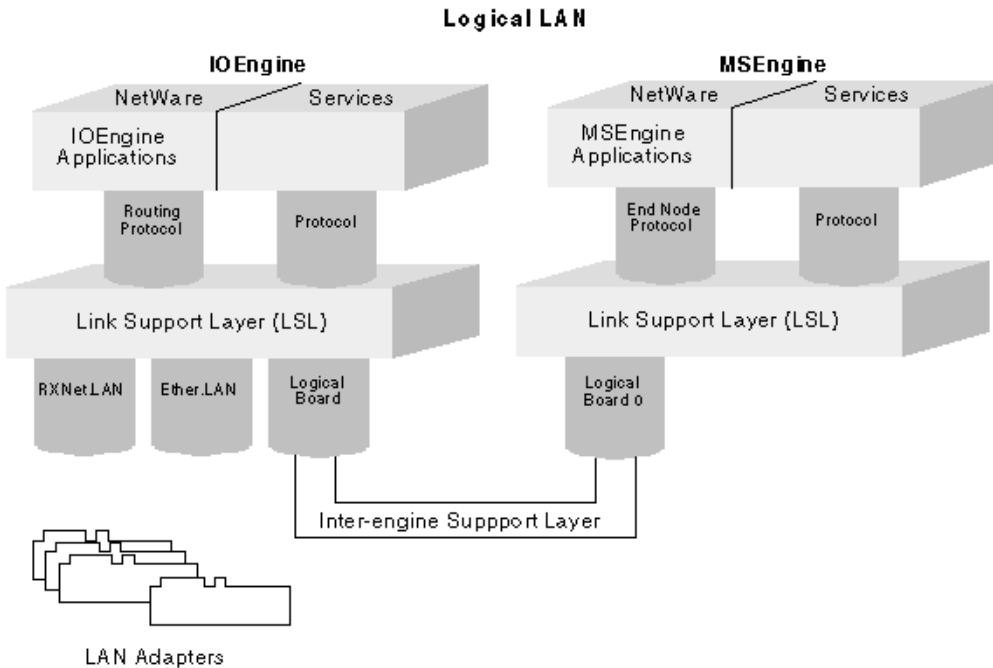 Logical LAN
IOEngine
MSEngine
NetWare Services
IOEngine
Applications
NetWare Services
MSEngine
Applications
Routing
Protocol
Protocol
End Node
Protocol
Protocol
Link Support Layer (LSL)
Link Support Layer (LSL)
RXNet.LAN
Ether.LAN
Logical
Board
Logical
Board 0
Inter-engine Suppport Layer
LAN Adapters